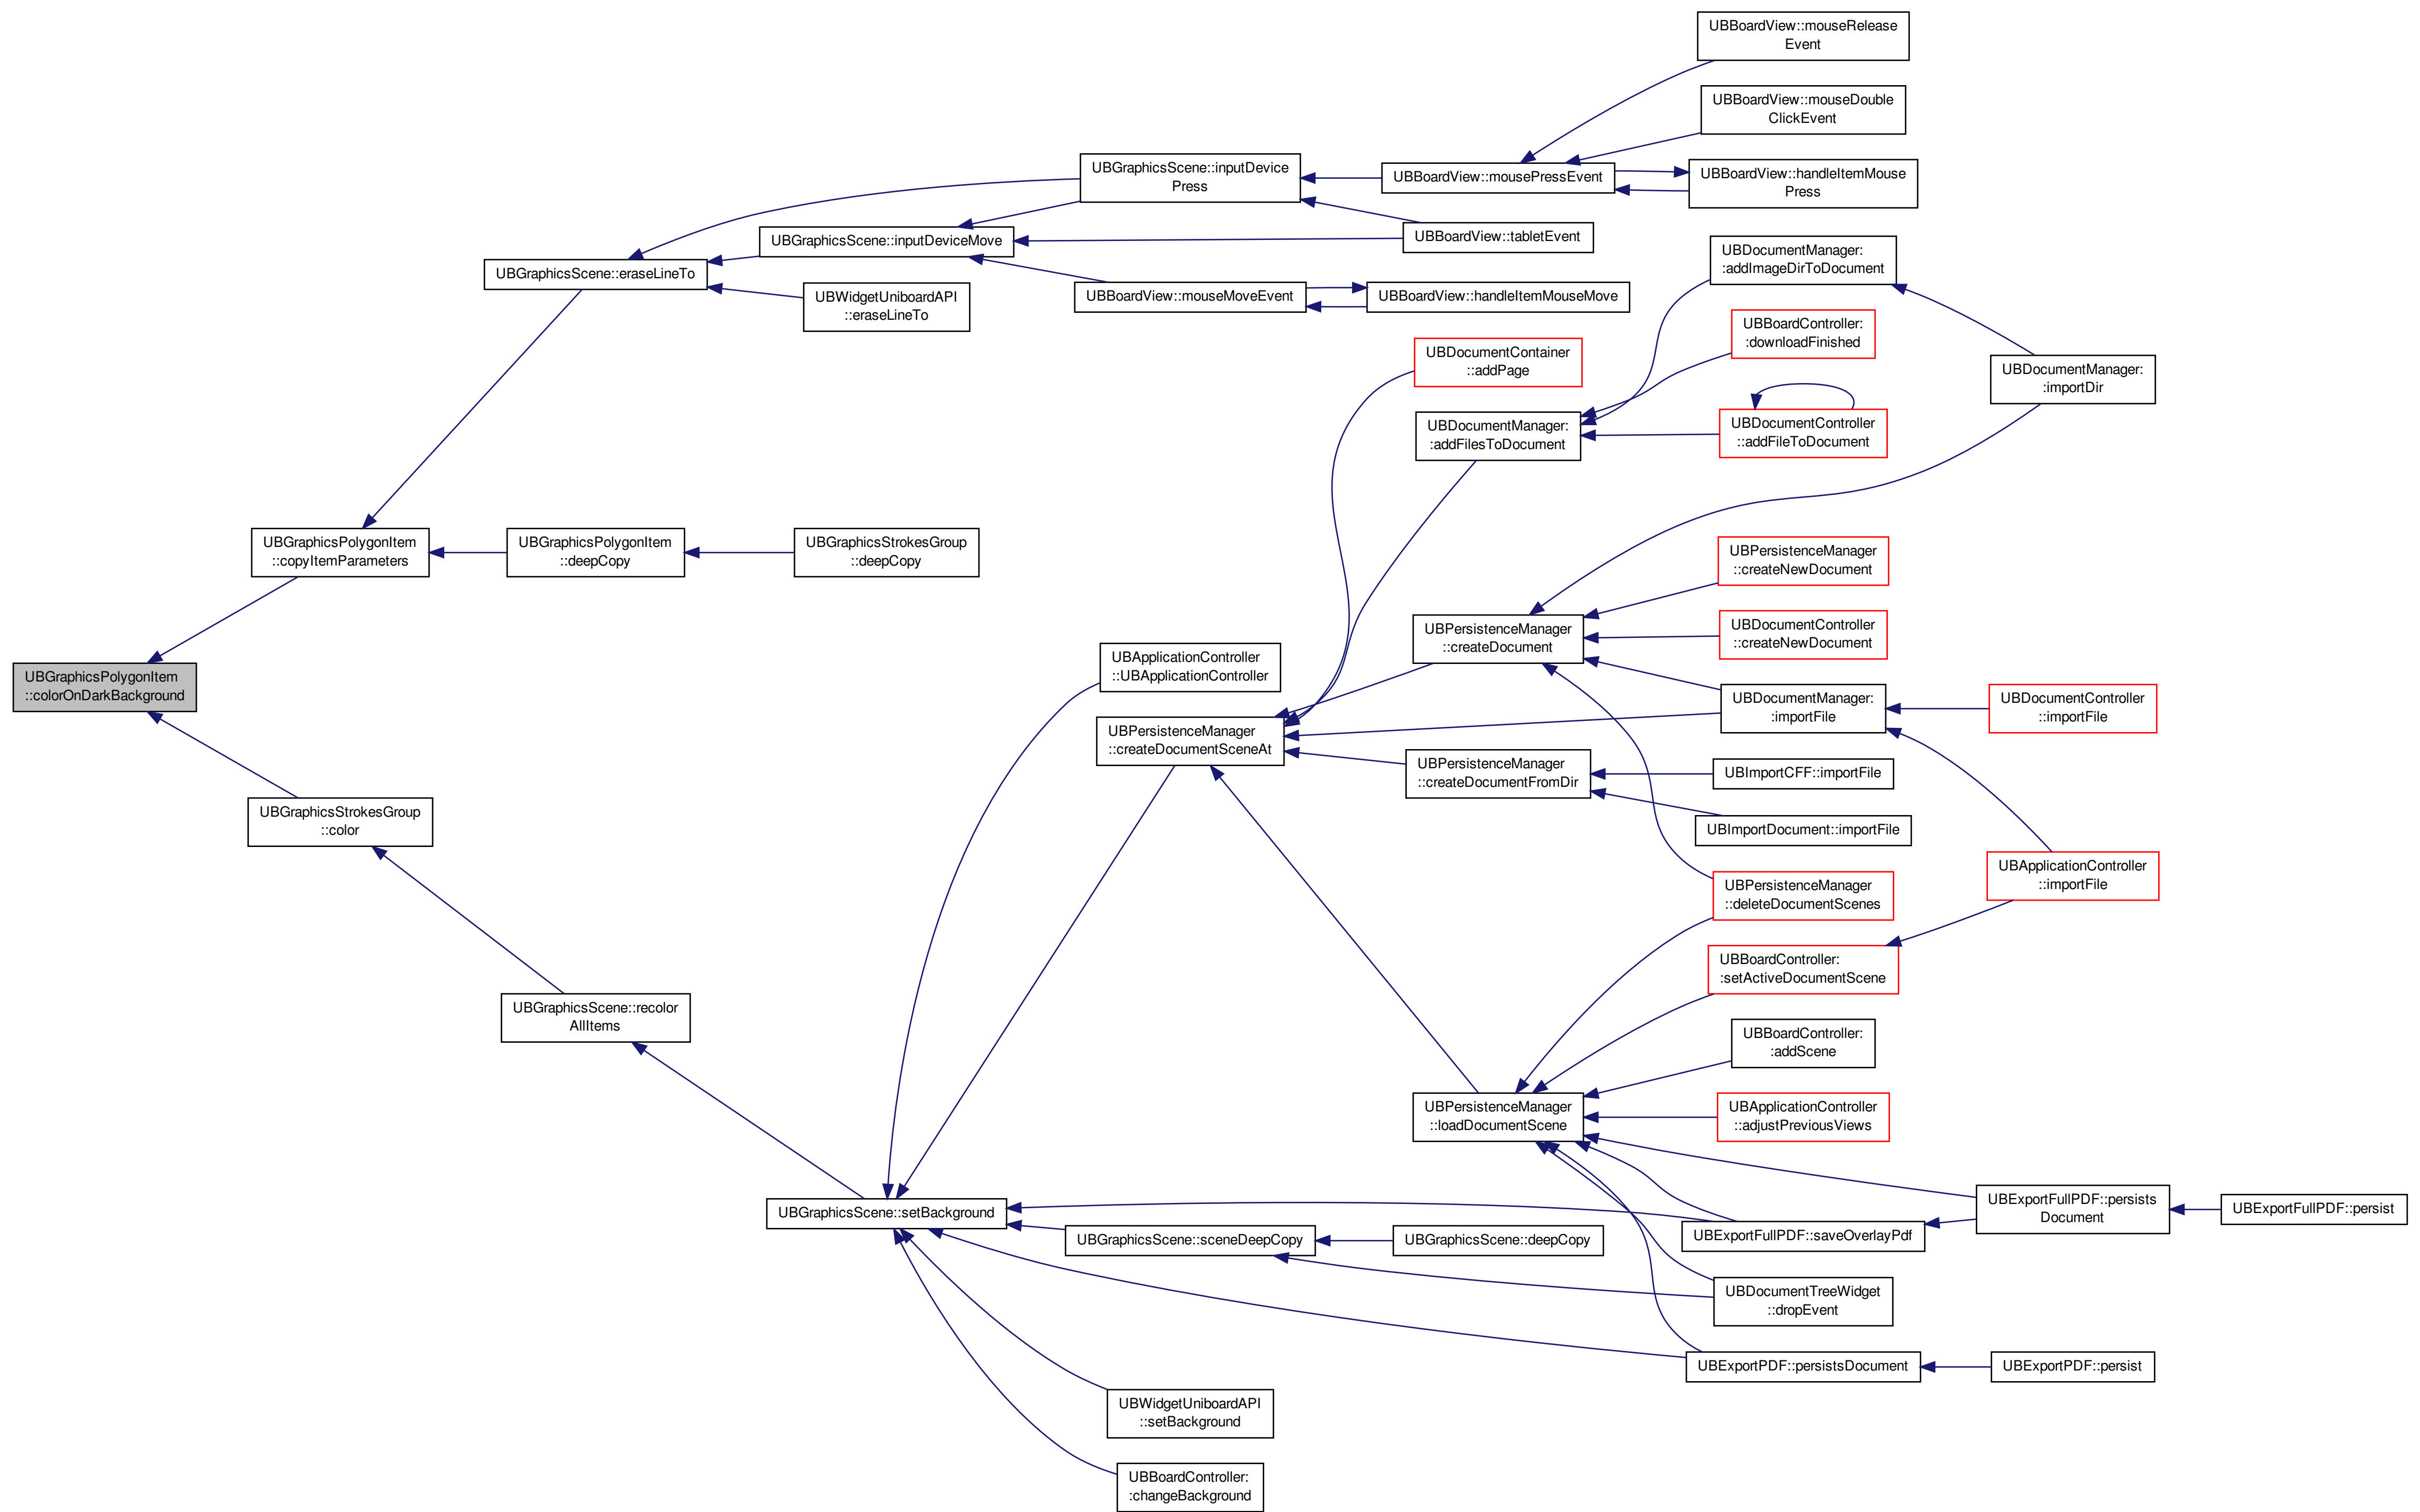 UBGraphicsPolygonItem
::colorOnDarkBackground
UBGraphicsPolygonItem
::copyItemParameters
UBGraphicsStrokesGroup
::color
UBGraphicsScene::eraseLineTo
UBGraphicsPolygonItem
::deepCopy
UBGraphicsScene::recolor
AllItems
UBGraphicsScene::inputDeviceMove
UBWidgetUniboardAPI
::eraseLineTo
UBGraphicsStrokesGroup
::deepCopy
UBGraphicsScene::setBackground
UBGraphicsScene::inputDevice
Press
UBBoardView::mouseMoveEvent
UBApplicationController
::UBApplicationController
UBPersistenceManager
::createDocumentSceneAt
UBGraphicsScene::sceneDeepCopy
UBWidgetUniboardAPI
::setBackground
UBBoardController:
:changeBackground
UBBoardView::mousePressEvent
UBBoardView::tabletEvent
UBBoardView::handleItemMouseMove
UBDocumentContainer
::addPage
UBDocumentManager:
:addFilesToDocument
UBPersistenceManager
::createDocument
UBPersistenceManager
::createDocumentFromDir
UBPersistenceManager
::loadDocumentScene
UBGraphicsScene::deepCopy
UBBoardView::mouseRelease
Event
UBBoardView::mouseDouble
ClickEvent
UBBoardView::handleItemMouse
Press
UBDocumentManager:
:addImageDirToDocument
UBBoardController:
:downloadFinished
UBDocumentController
::addFileToDocument
UBPersistenceManager
::createNewDocument
UBDocumentController
::createNewDocument
UBDocumentManager:
:importFile
UBImportCFF::importFile
UBImportDocument::importFile
UBPersistenceManager
::deleteDocumentScenes
UBBoardController:
:setActiveDocumentScene
UBBoardController:
:addScene
UBApplicationController
::adjustPreviousViews
UBExportFullPDF::saveOverlayPdf
UBDocumentTreeWidget
::dropEvent
UBExportPDF::persistsDocument
UBDocumentManager:
:importDir
UBDocumentController
::importFile
UBApplicationController
::importFile
UBExportFullPDF::persists
Document
UBExportPDF::persist
UBExportFullPDF::persist